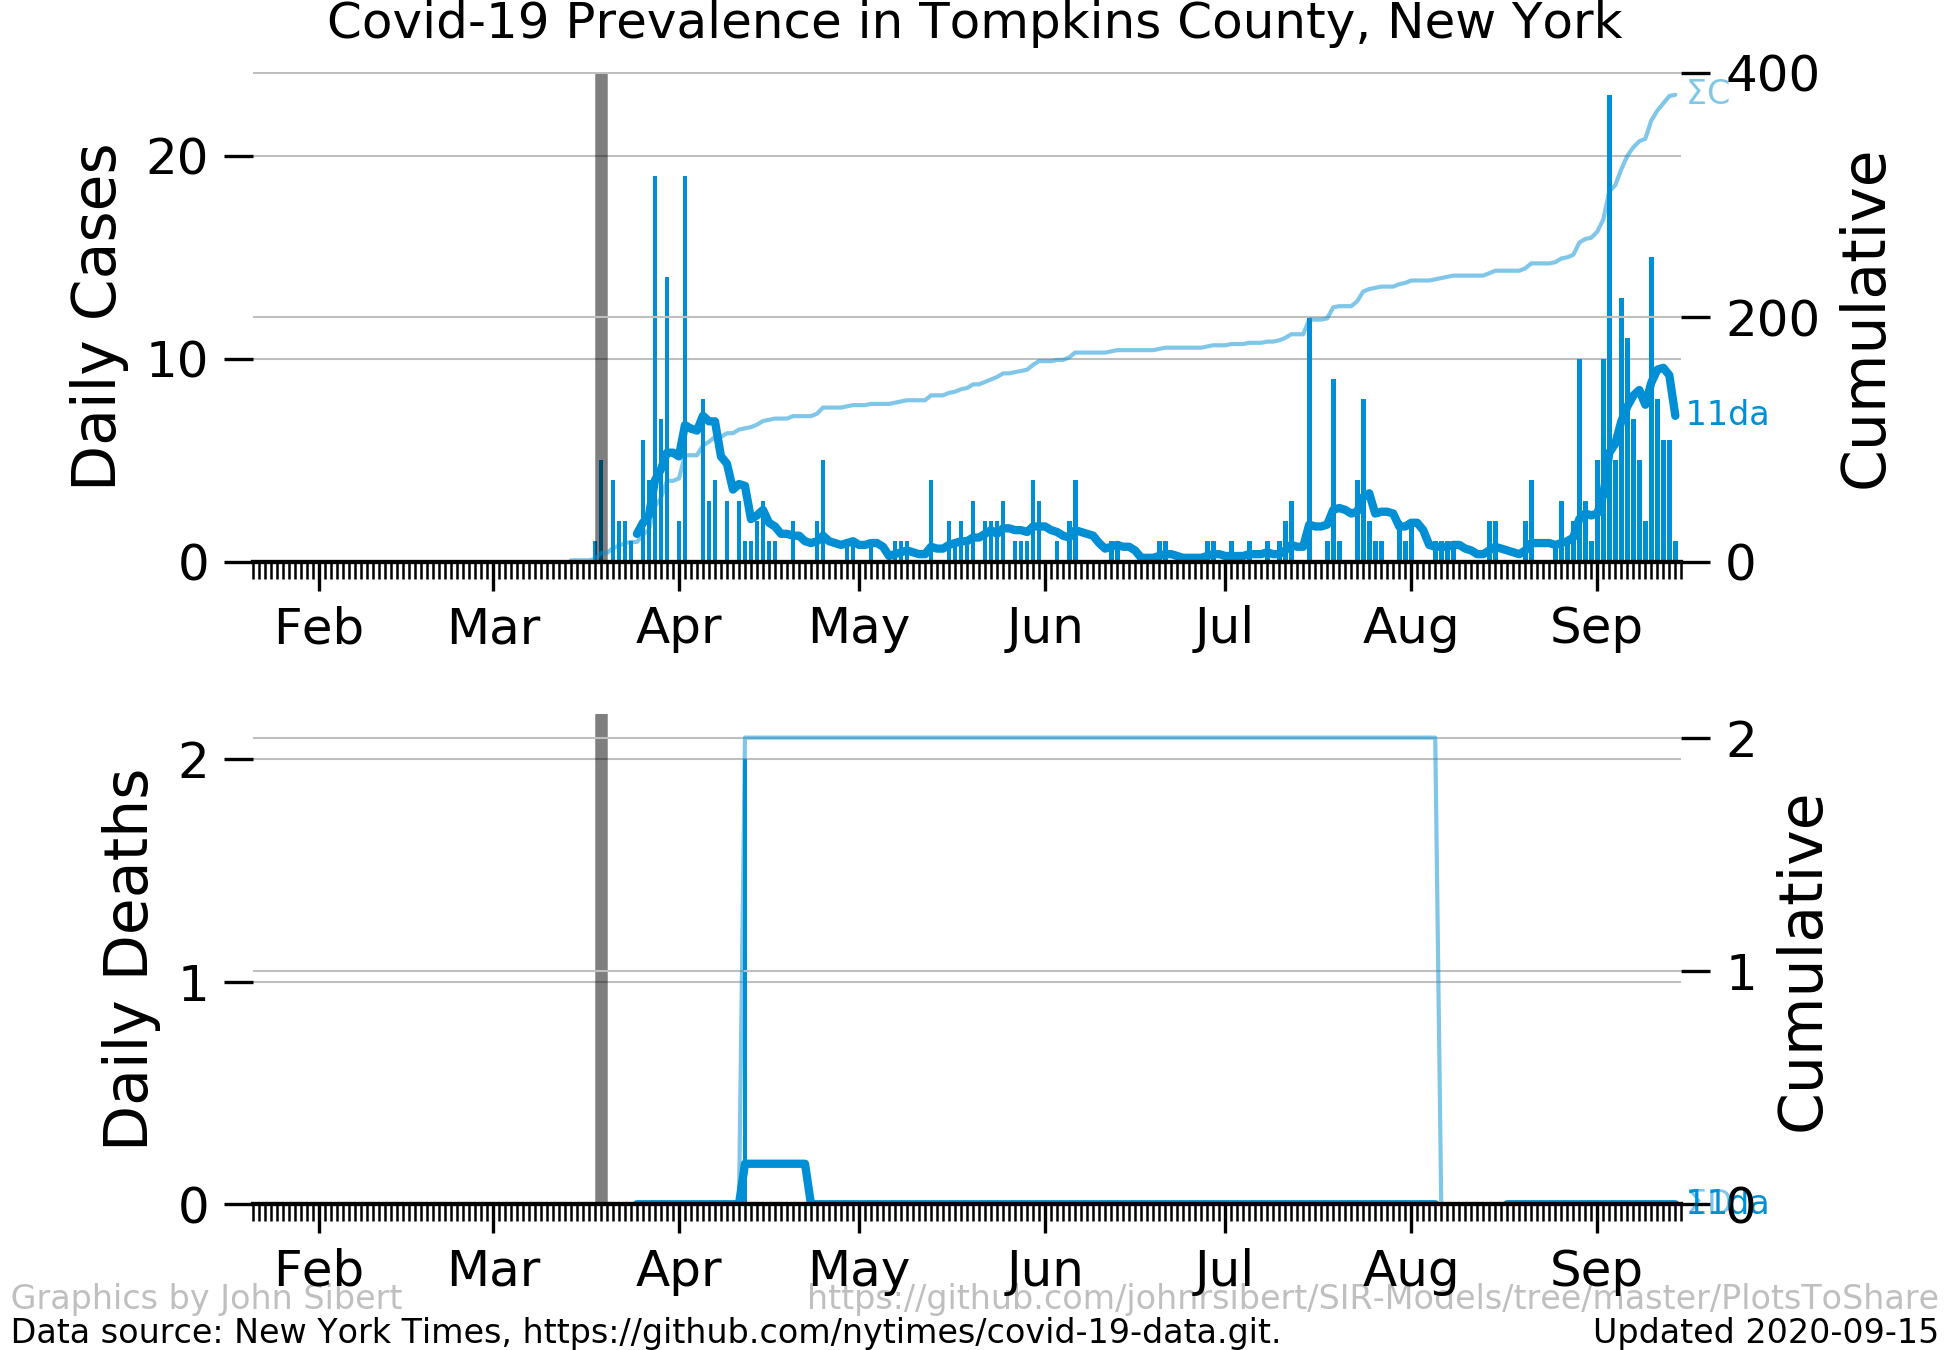 Covid-19 Prevalence in Tompkins County, New York
Daily Cases
20
10
0
400
200
0
Cumulative
ΣC
11da
Feb Mar Apr May Jun Jul Aug Sep
Daily Deaths
2
1
0
2
1
0
Cumulative
11da
Feb Mar Apr May Jun Jul Aug Sep
Graphics by John Sibert https://github.com/johnrsibert/SIR-Models/tree/master/PlotsToShare
Data source: New York Times, https://github.com/nytimes/covid-19-data.git. Updated 2020-09-15